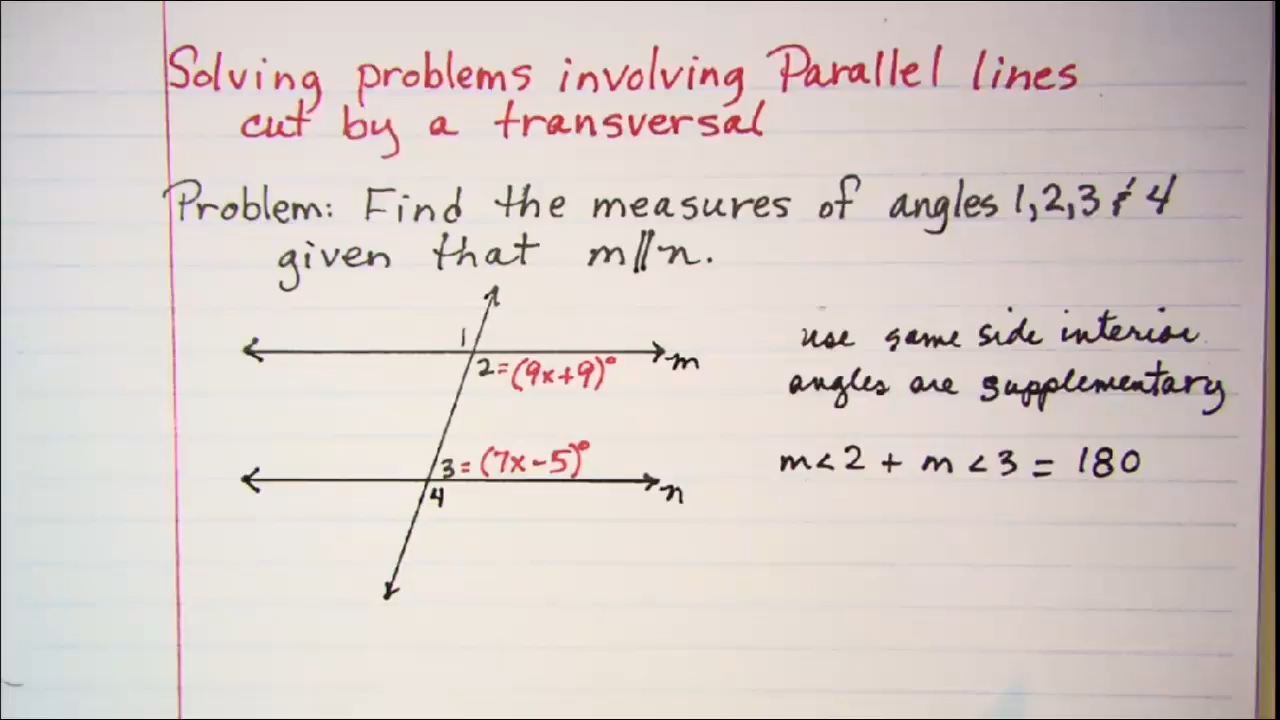 Solving problems involving Parallel lines
cut by a transversal
Problem: Find the measures of angles 1,2,3 & 4
given that m//n.
1
m
2=(9x+9)°
3=(7x-5)°
n
4
use same side interior
angles are supplementary
m<2 + m<3 = 180